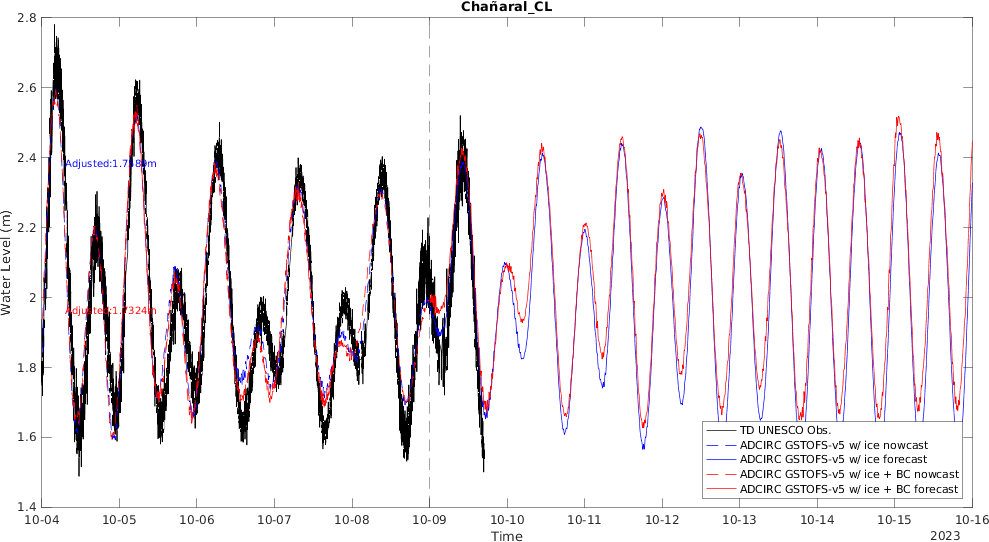 Chañaral_CL
Water Level (m)
2.8
2.6
2.4
2.2
2
1.8
1.6
1.4
Adjusted:1.7324m
TD UNESCO Obs.
ADCIRC GSTOFS-v5 w/ ice nowcast
ADCIRC GSTOFS-v5 w/ ice forecast
ADCIRC GSTOFS-v5 w/ ice + BC nowcast
ADCIRC GSTOFS-v5 w/ ice + BC forecast
10-04 10-05 10-06 10-07 10-08 10-09 10-10 10-11 10-12 10-13 10-14 10-15 10-16
Time
2023